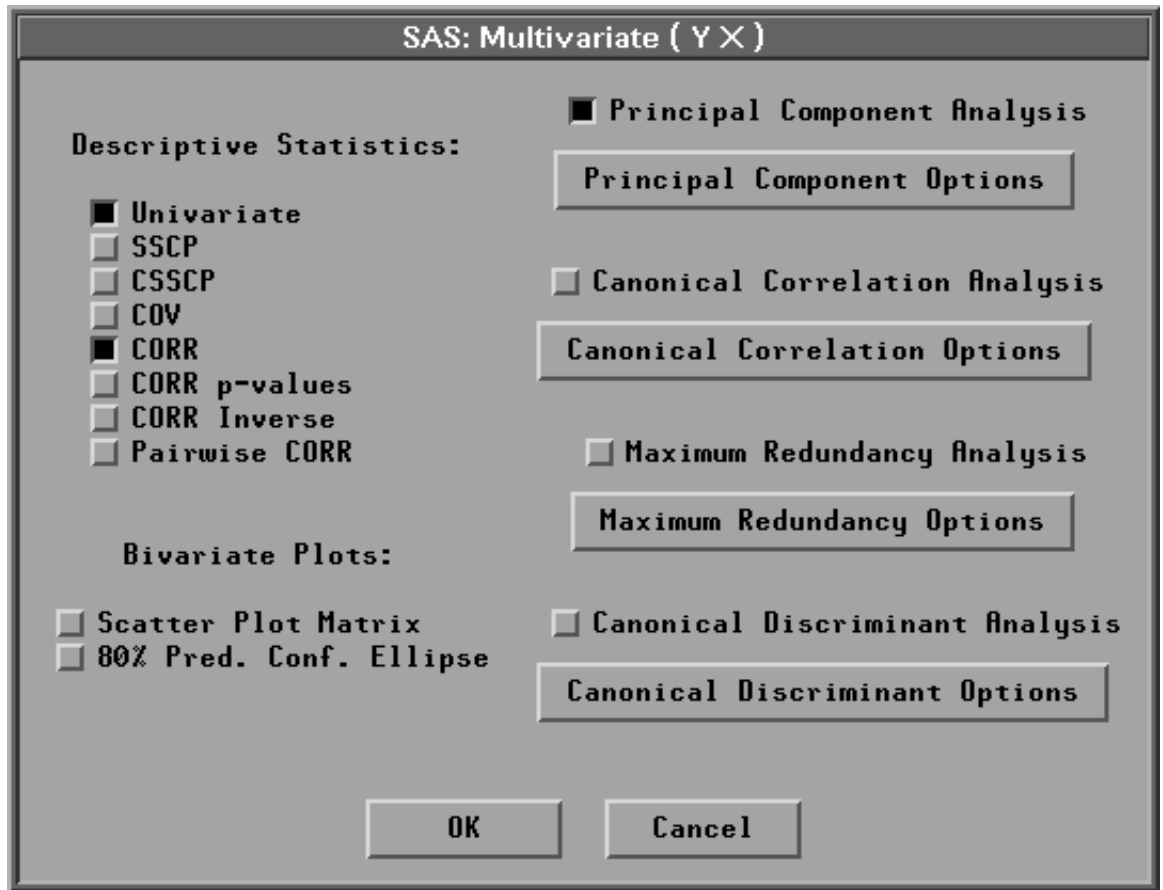 SAS: Multivariate ( Y X )
Descriptive Statistics:
Univariate
SSCP
CSSCP
COV
CORR
CORR p-values
CORR Inverse
Pairwise CORR
Bivariate Plots:
Scatter Plot Matrix
80% Pred. Conf. Ellipse
Principal Component Analysis
Principal Component Options
Canonical Correlation Analysis
Canonical Correlation Options
Maximum Redundancy Analysis
Maximum Redundancy Options
Canonical Discriminant Analysis
Canonical Discriminant Options
OK
Cancel